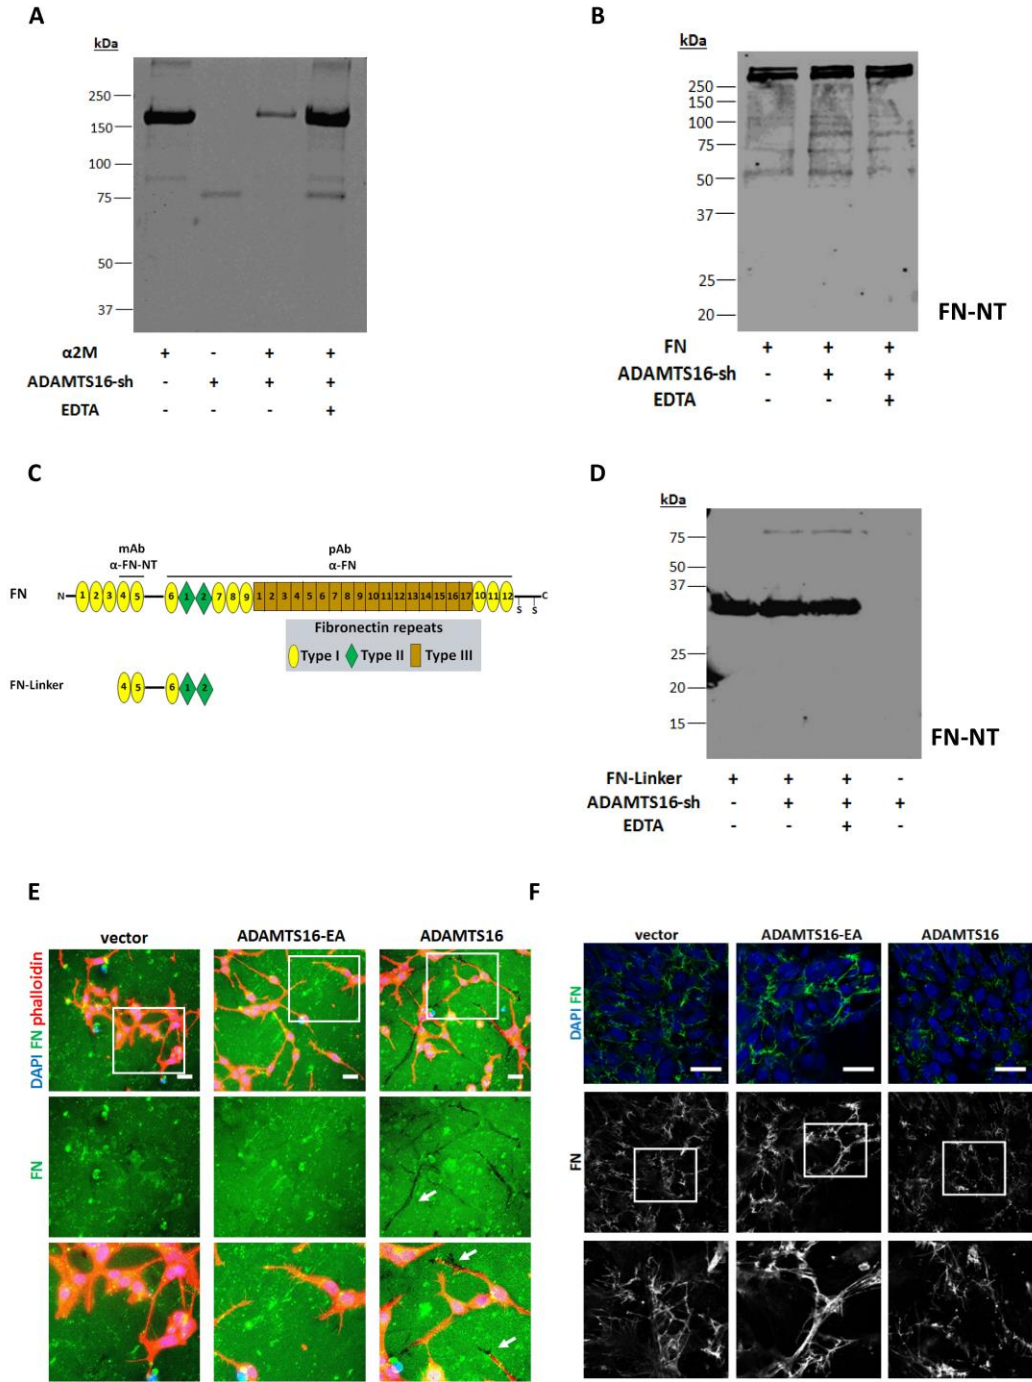 A
kDa
250
150
100
75
50
37
α2M + - + +
ADAMTS16-sh - + + +
EDTA - - - +
B
kDa
250
150
100
75
50
37
25
20
FN-NT
FN + + +
ADAMTS16-sh - + +
EDTA - - +
C
mAb
α-FN-NT
pAb
α-FN
FN N 1 2 3 4 5 6 1 2 7 8 9 1 2 3 4 5 6 7 8 9 10 11 12 13 14 15 16 17 10 11 12 C
S S
Fibronectin repeats
Type I Type II Type III
FN-Linker 4 5 6 1 2
D
kDa
75
50
37
25
20
15
FN-NT
FN-Linker + + + -
ADAMTS16-sh - + + +
EDTA - - + -
E
vector ADAMTS16-EA ADAMTS16
DAPI FN phalloidin
FN
F
vector ADAMTS16-EA ADAMTS16
DAPI FN
FN